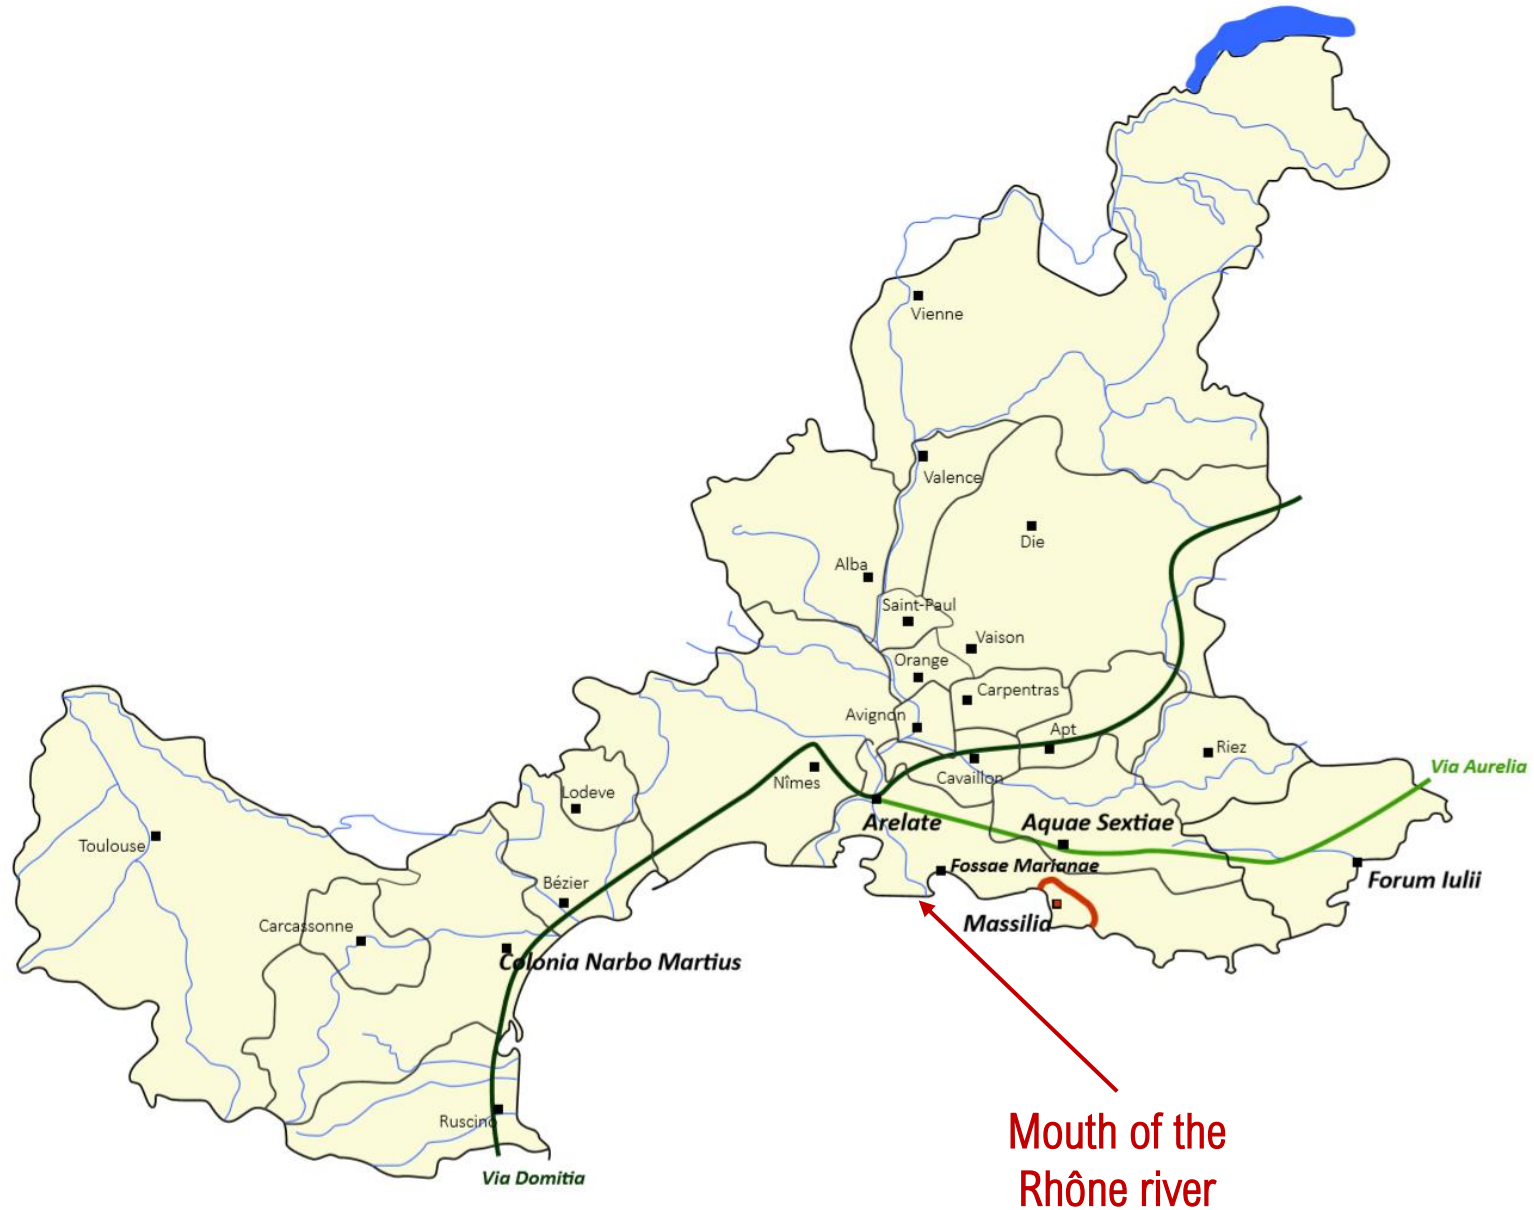 Vienne
Valence
Die
Alba
Saint-Paul
Vaison
Orange
Carpentras
Avignon
Apt
Riez
Via Aurelia
Nîmes
Cavaillon
Lodeve
Arelate
Aquae Sextiae
Toulouse
Fossae Marianae
Forum Iulii
Bézier
Massilia
Carcassonne
Colonia Narbo Martius
Ruscino
Via Domitia
Mouth of the
Rhône river